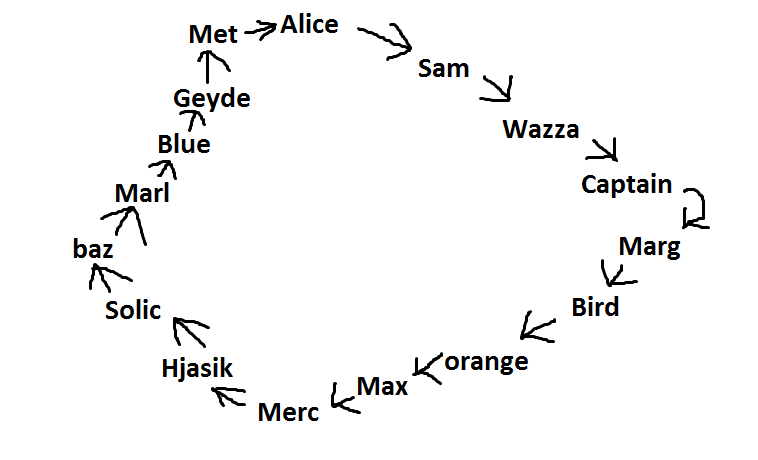 Alice
Sam
Wazza
Captain
Marg
Bird
orange
Max
Merc
Hjasik
Solic
baz
Marl
Blue
Geyde
Met